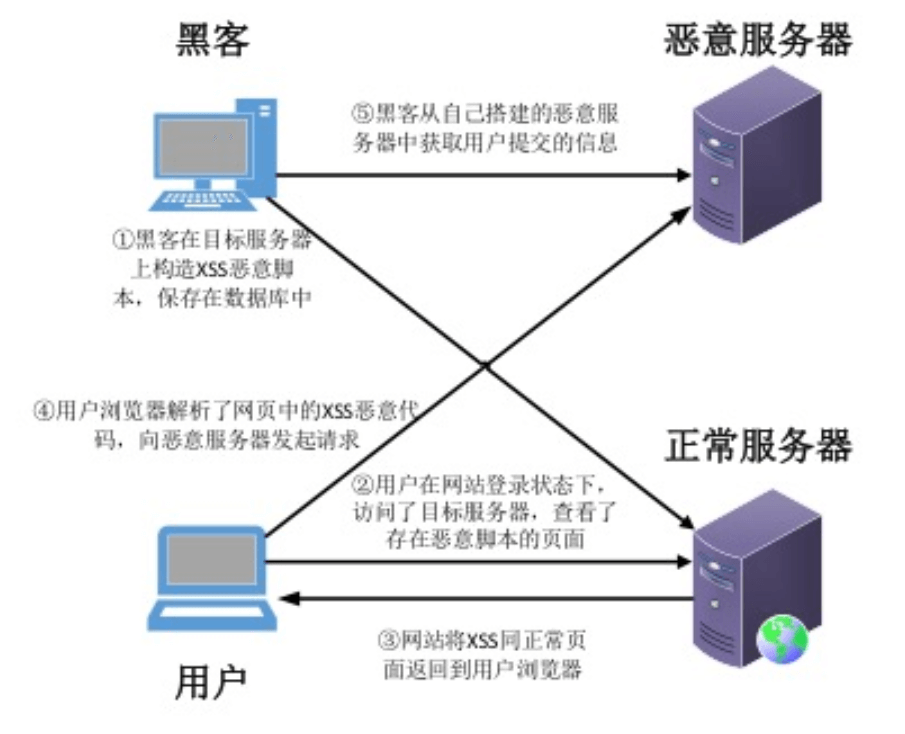 黑客
恶意服务器
⑤黑客从自己搭建的恶意服
务器中获取用户提交的信息
①黑客在目标服务器
上构造XSS恶意脚
本，保存在数据库中
④用户浏览器解析了网页中的XSS恶意代
码，向恶意服务器发起请求
正常服务器
②用户在网站登录状态下，
访问了目标服务器，查看了
存在恶意脚本的页面
③网站将XSS同正常页
面返回到用户浏览器
用户